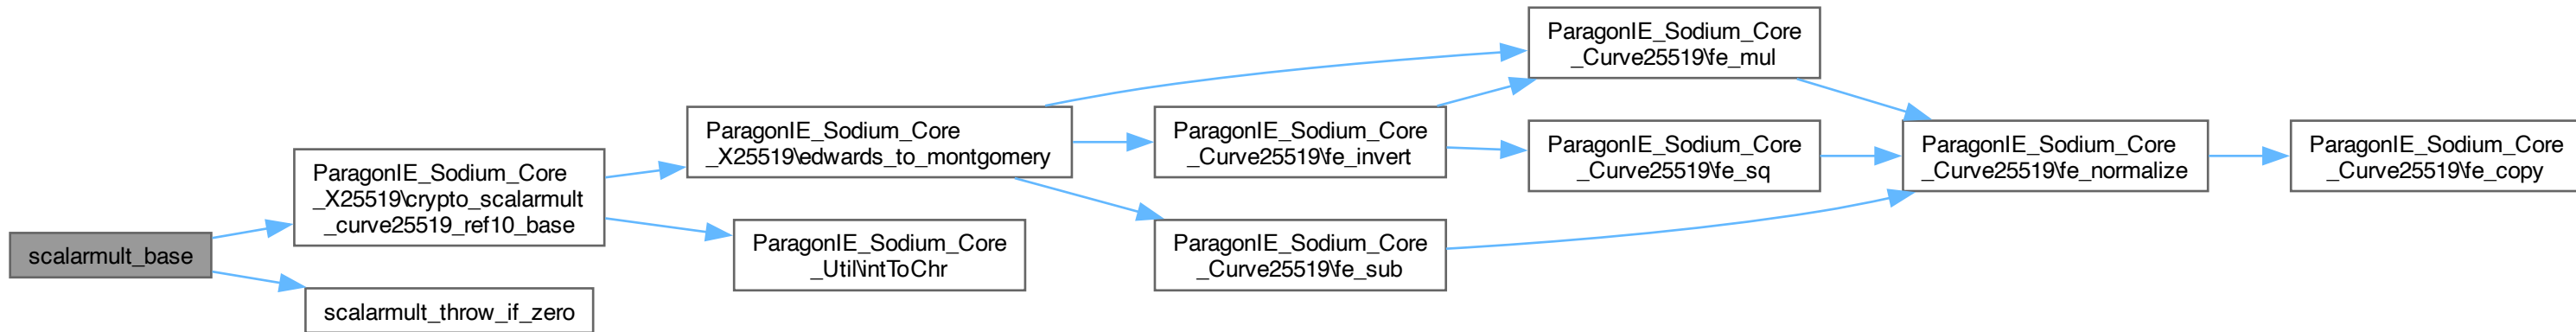 scalarmult_base
ParagonIE_Sodium_Core
_X25519\crypto_scalarmult
_curve25519_ref10_base
scalarmult_throw_if_zero
ParagonIE_Sodium_Core
_X25519\edwards_to_montgomery
ParagonIE_Sodium_Core
_Util\intToChr
ParagonIE_Sodium_Core
_Curve25519\fe_invert
ParagonIE_Sodium_Core
_Curve25519\fe_sub
ParagonIE_Sodium_Core
_Curve25519\fe_mul
ParagonIE_Sodium_Core
_Curve25519\fe_sq
ParagonIE_Sodium_Core
_Curve25519\fe_normalize
ParagonIE_Sodium_Core
_Curve25519\fe_copy